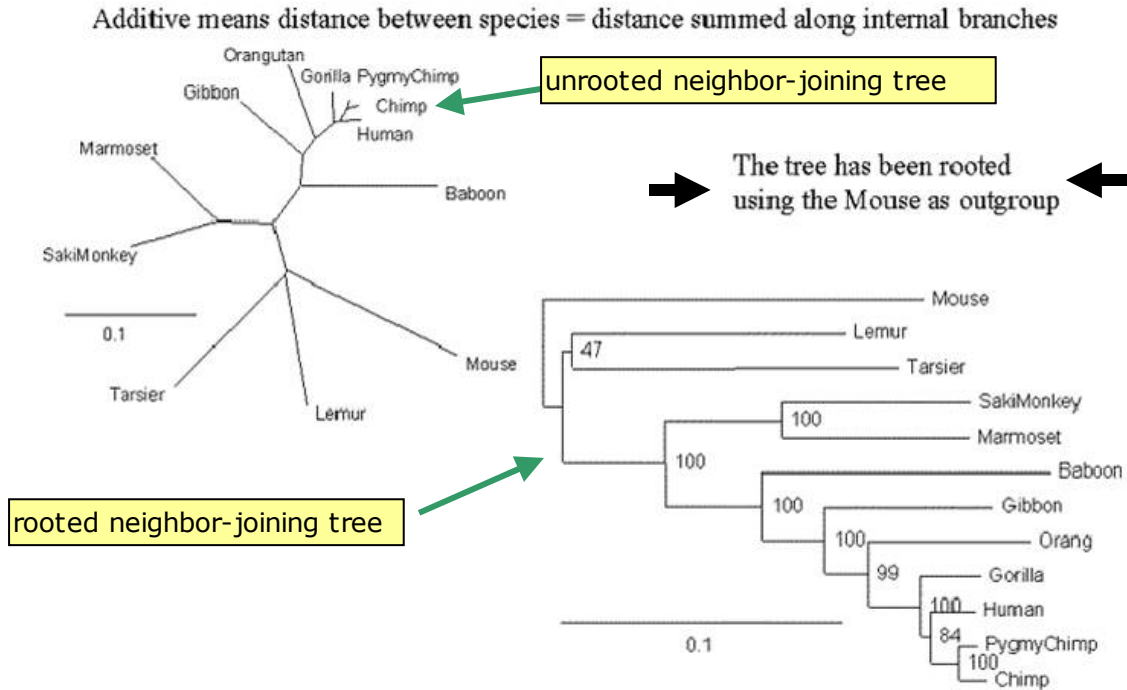 Additive means distance between species = distance summed along internal branches
Orangutan
Gorilla PygmyChimp
Gibbon
Chimp
Human
Marmoset
Baboon
SakiMonkey
0.1
Mouse
Tarsier
Lemur
unrooted neighbor-joining tree
The tree has been rooted
using the Mouse as outgroup
rooted neighbor-joining tree
Mouse
Lemur
47
Tarsier
SakiMonkey
100
Marmoset
100
Baboon
100
Gibbon
100
Orang
99
Gorilla
100
Human
84
PygmyChimp
100
Chimp
0.1